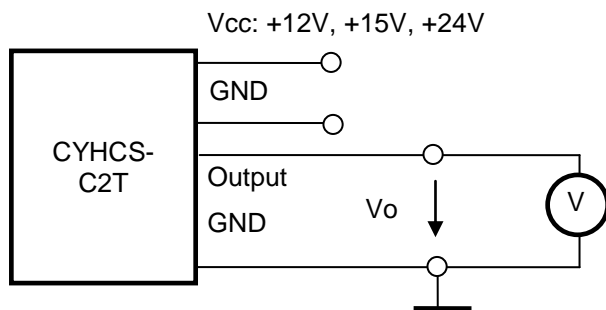 Vcc: +12V, +15V, +24V
GND
CYHCS-
C2T
Output
GND
Vo
V